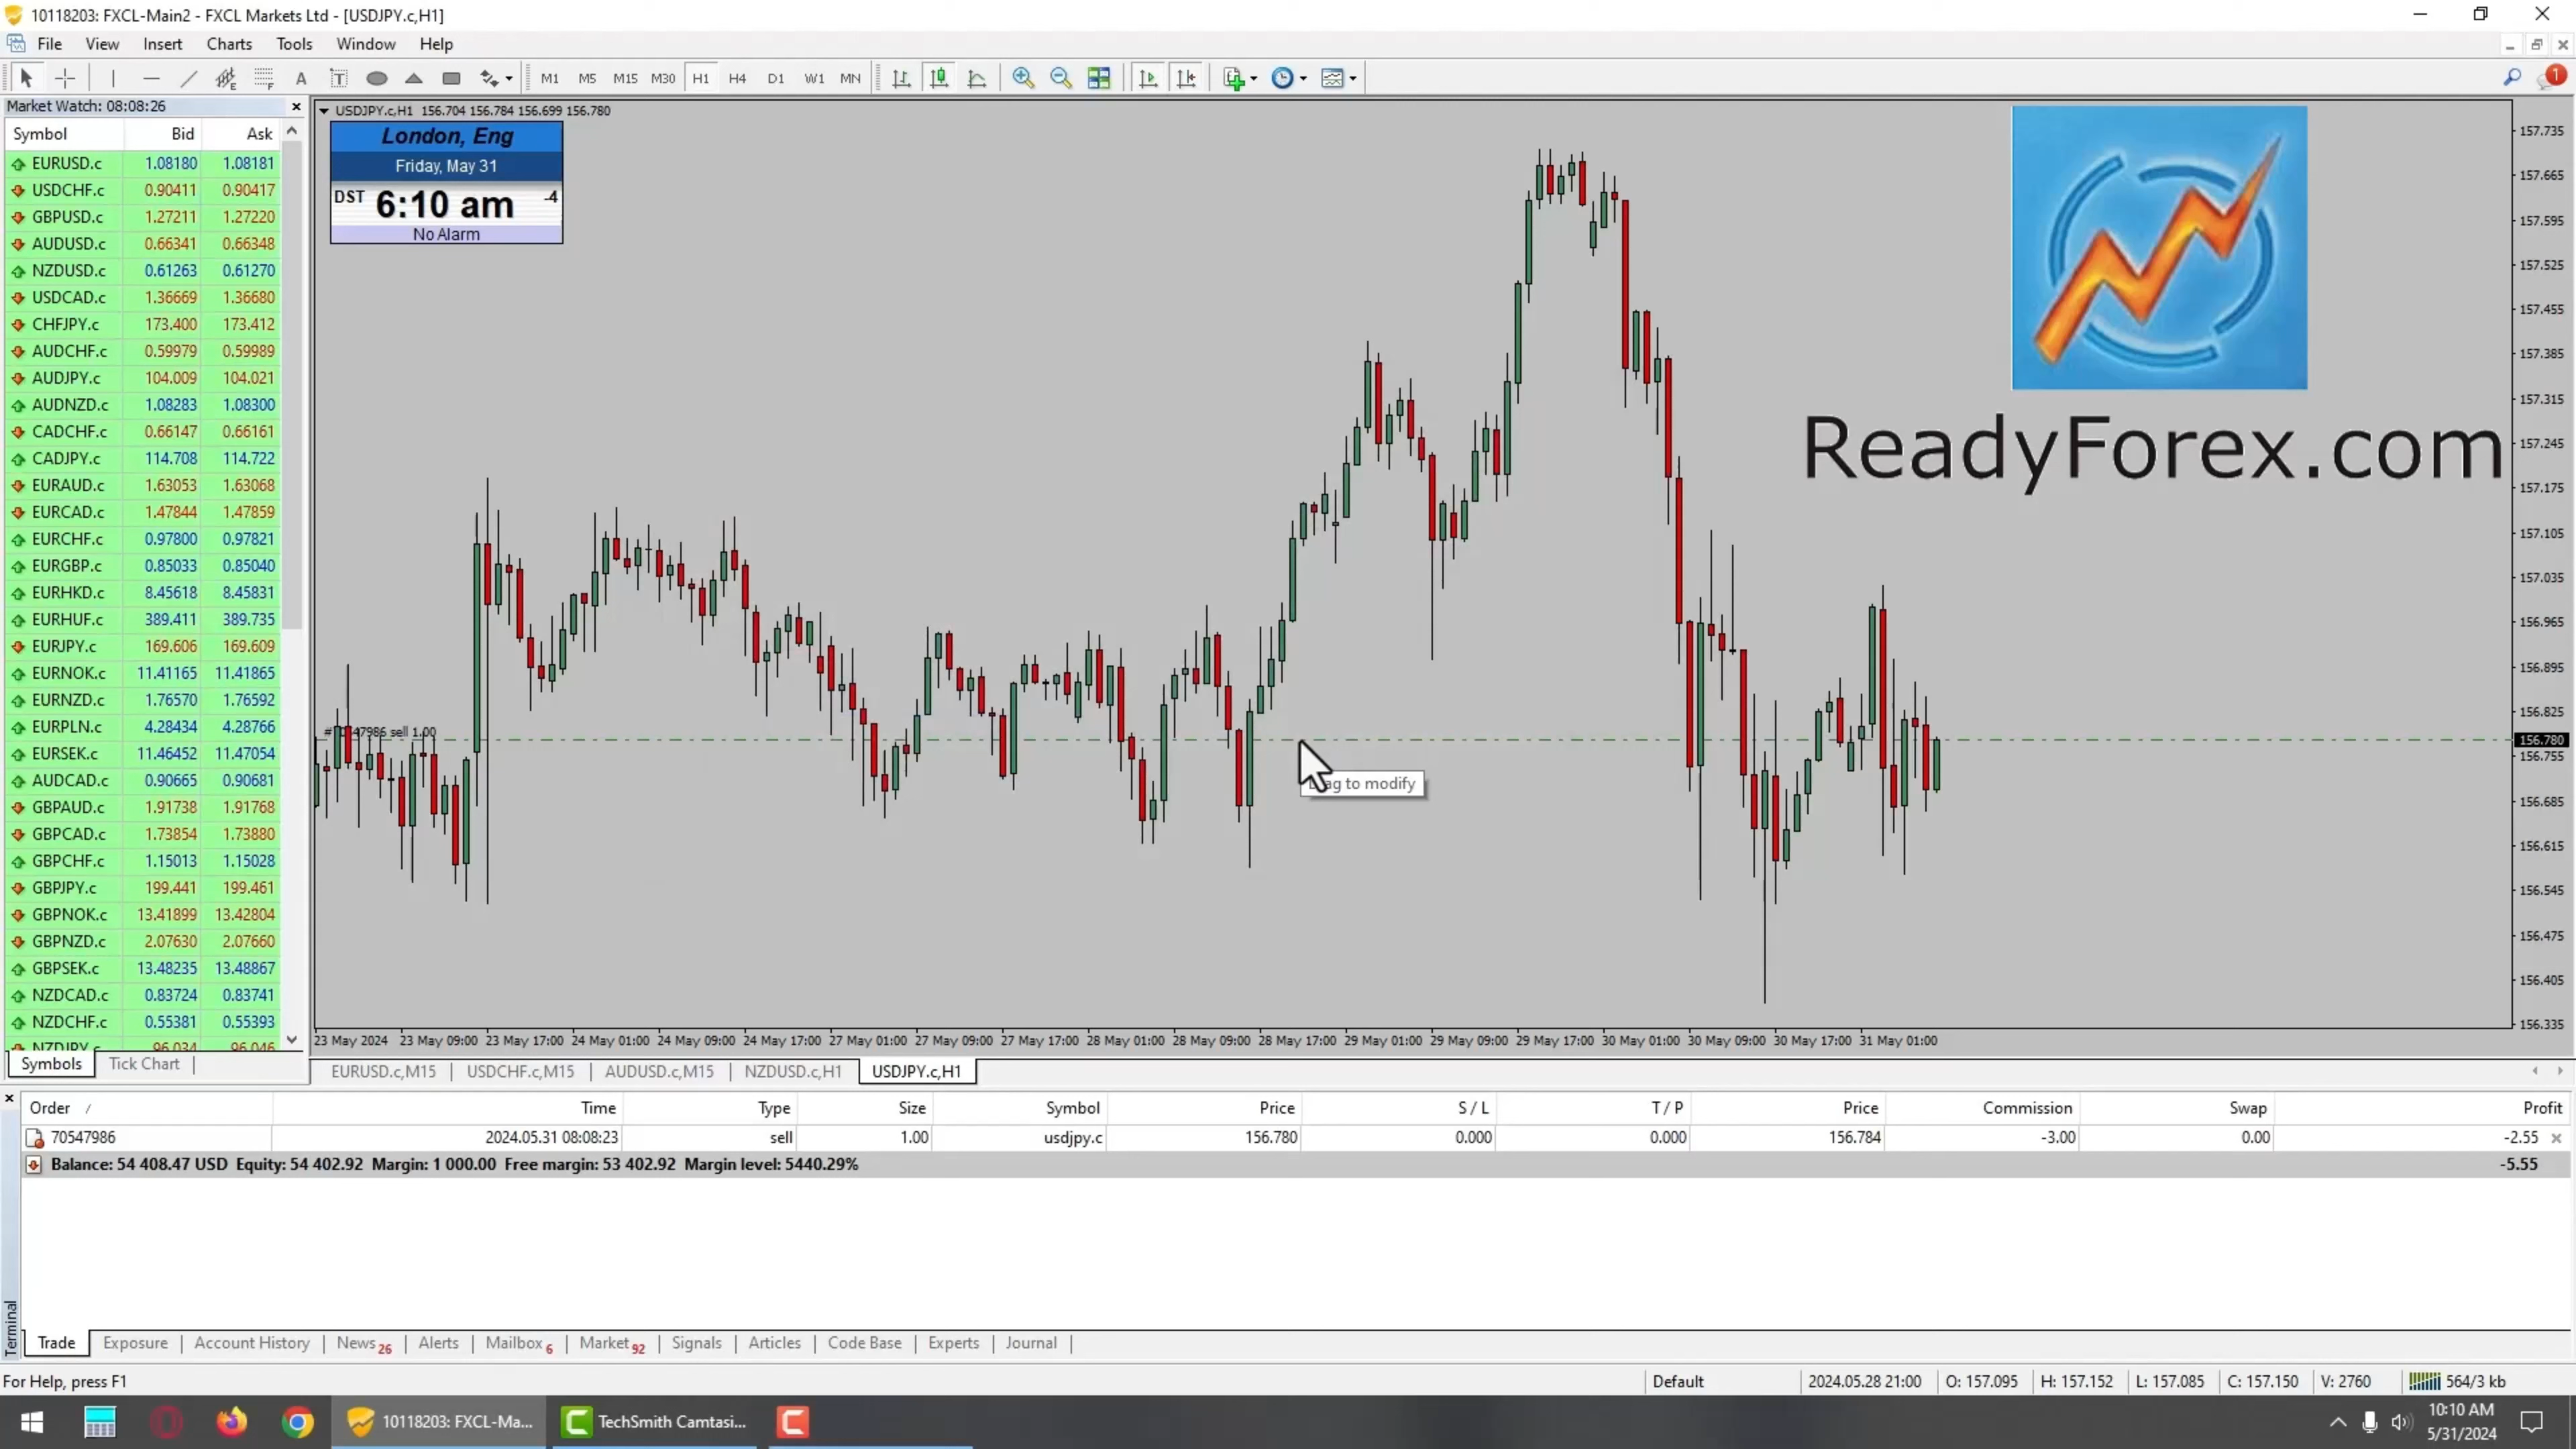 10118203: FXCL-Main2 - FXCL Markets Ltd - [USDJPY.c,H1]
File View Insert Charts Tools Window Help
A T M1 M5 M15 M30 H1 H4 D1 W1 MN 1
Market Watch: 08:08:26
Symbol Bid Ask
EURUSD.c 1.08180 1.08181
USDCHF.c 0.90411 0.90417
GBPUSD.c 1.27211 1.27220
AUDUSD.c 0.66341 0.66348
NZDUSD.c 0.61263 0.61270
USDCAD.c 1.36669 1.36680
CHFJPY.c 173.400 173.412
AUDCHF.c 0.59979 0.59989
AUDJPY.c 104.009 104.021
AUDNZD.c 1.08283 1.08300
CADCHF.c 0.66147 0.66161
CADJPY.c 114.708 114.722
EURAUD.c 1.63053 1.63068
EURCAD.c 1.47844 1.47859
EURCHF.c 0.97800 0.97821
EURGBP.c 0.85033 0.85040
EURHKD.c 8.45618 8.45831
EURHUF.c 389.411 389.735
EURJPY.c 169.606 169.609
EURNOK.c 11.41165 11.41865
EURNZD.c 1.76570 1.76592
EURPLN.c 4.28434 4.28766
EURSEK.c 11.46452 11.47054
AUDCAD.c 0.90665 0.90681
GBPAUD.c 1.91738 1.91768
GBPCAD.c 1.73854 1.73880
GBPCHF.c 1.15013 1.15028
GBPJPY.c 199.441 199.461
GBPNOK.c 13.41899 13.42804
GBPNZD.c 2.07630 2.07660
GBPSEK.c 13.48235 13.48867
NZDCAD.c 0.83724 0.83741
NZDCHF.c 0.55381 0.55393
NZDJPY.c 96.034 96.046
Symbols Tick Chart
USDJPY.c,H1 156.704 156.784 156.699 156.780
London, Eng
Friday, May 31
DST 6:10 am -4
No Alarm
ReadyForex.com
sell 1.00
to modify
157.735
157.665
157.595
157.525
157.455
157.385
157.315
157.245
157.175
157.105
157.035
156.965
156.895
156.825
156.780
156.755
156.685
156.615
156.545
156.475
156.405
156.335
23 May 2024 23 May 09:00 23 May 17:00 24 May 01:00 24 May 09:00 24 May 17:00 27 May 01:00 27 May 09:00 27 May 17:00 28 May 01:00 28 May 09:00 28 May 17:00 29 May 01:00 29 May 09:00 29 May 17:00 30 May 01:00 30 May 09:00 30 May 17:00 31 May 01:00
EURUSD.c,M15 USDCHF.c,M15 AUDUSD.c,M15 NZDUSD.c,H1 USDJPY.c,H1
Order / Time Type Size Symbol Price S / L T / P Price Commission Swap Profit
70547986 2024.05.31 08:08:23 sell 1.00 usdjpy.c 156.780 0.000 0.000 156.784 -3.00 0.00 -2.55
Balance: 54 408.47 USD Equity: 54 402.92 Margin: 1 000.00 Free margin: 53 402.92 Margin level: 5440.29% -5.55
Terminal
Trade Exposure Account History News 26 Alerts Mailbox 6 Market 92 Signals Articles Code Base Experts Journal
For Help, press F1 Default 2024.05.28 21:00 O: 157.095 H: 157.152 L: 157.085 C: 157.150 V: 2760 564/3 kb
10118203: FXCL-Ma... TechSmith Camtasi... 10:10 AM
5/31/2024